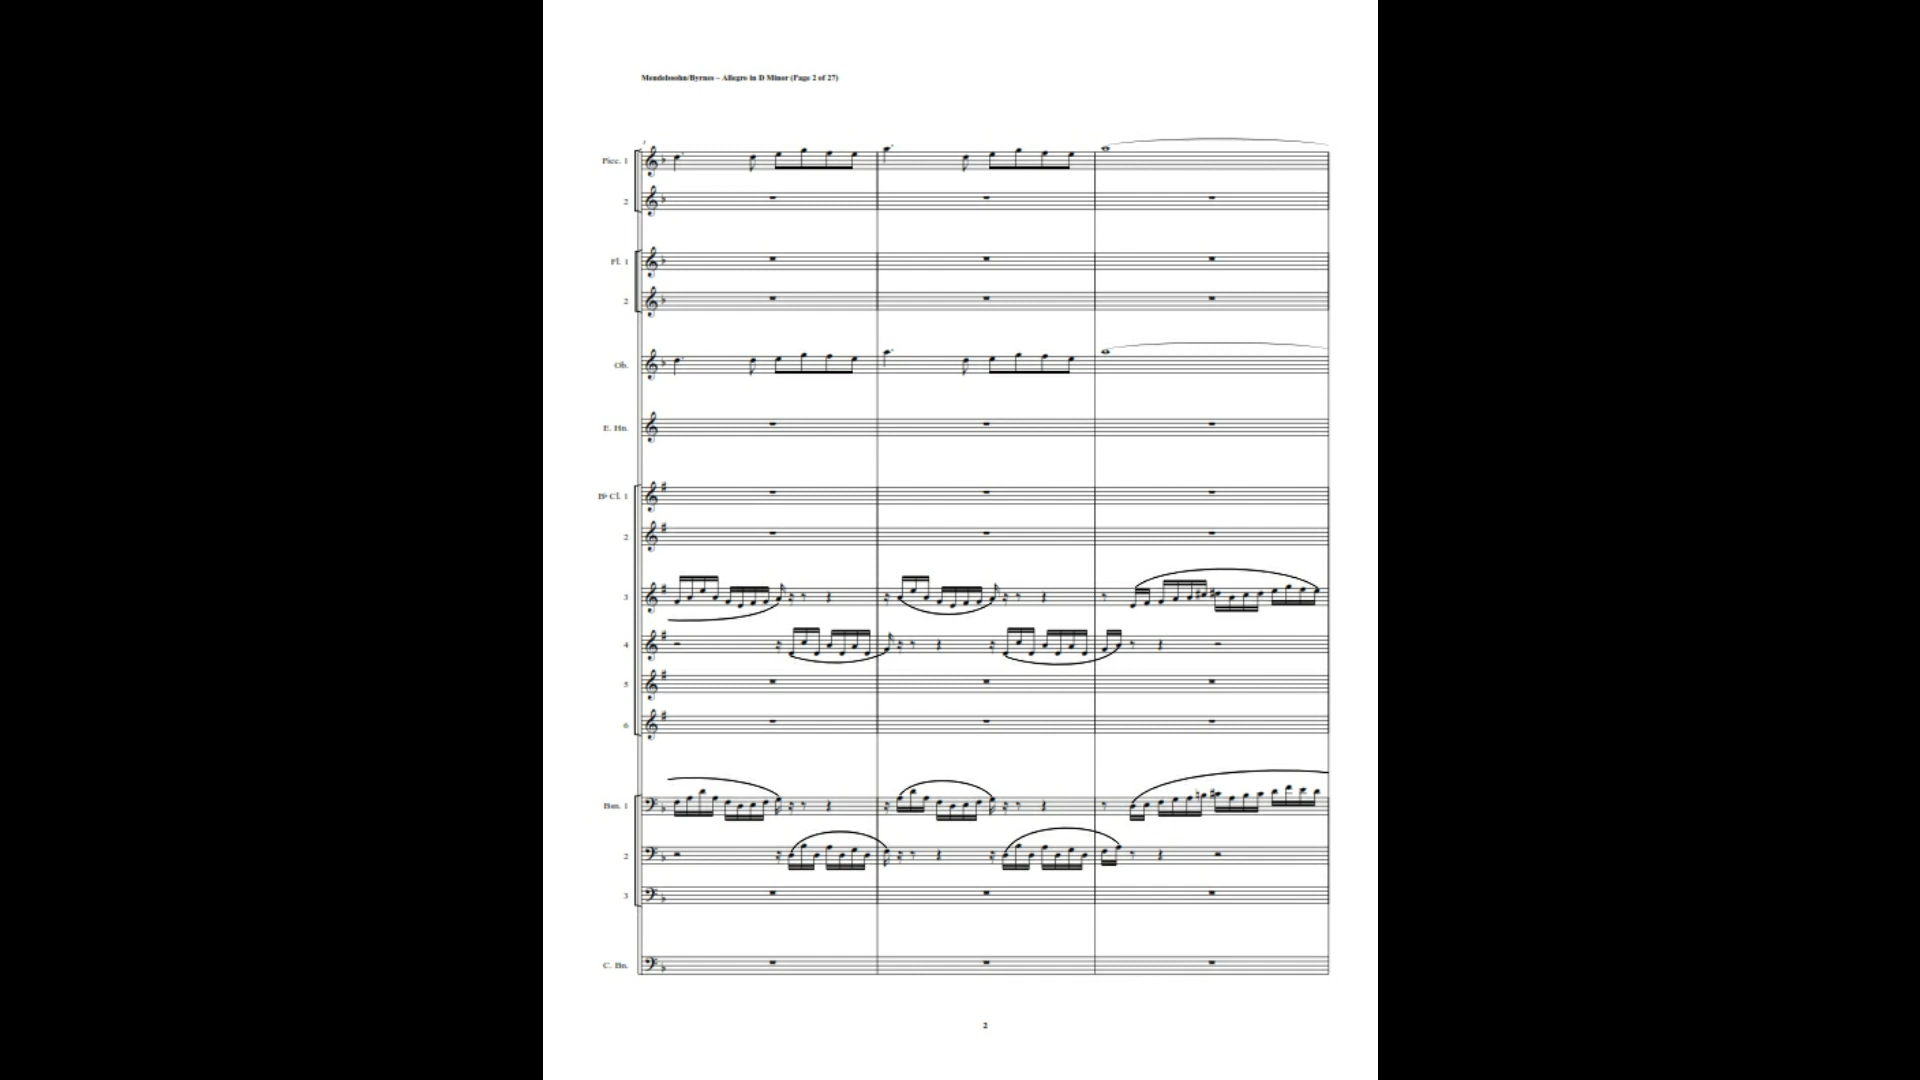 Mendelssohn/Byrnes – Allegro in D Minor (Page 2 of 27)
Picc. 1
2
Fl. 1
2
Ob.
E. Hn.
B♭ Cl. 1
2
3
4
5
6
Bsn. 1
2
3
C. Bn.
2